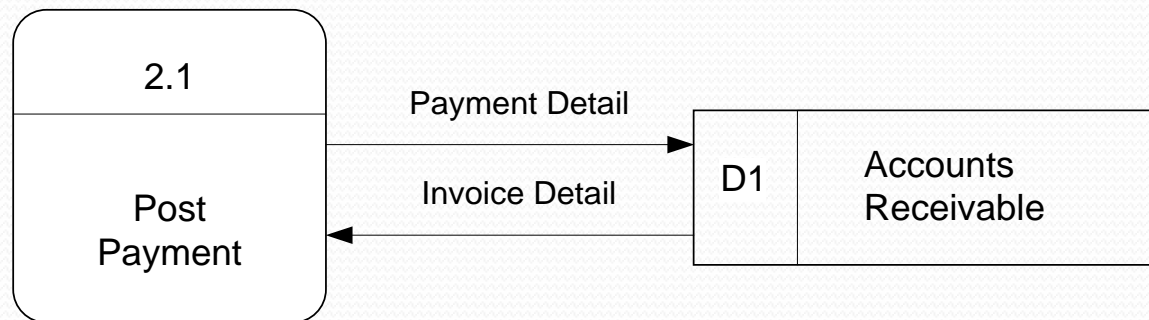 2.1
Post
Payment
Payment Detail
Invoice Detail
D1
Accounts
Receivable